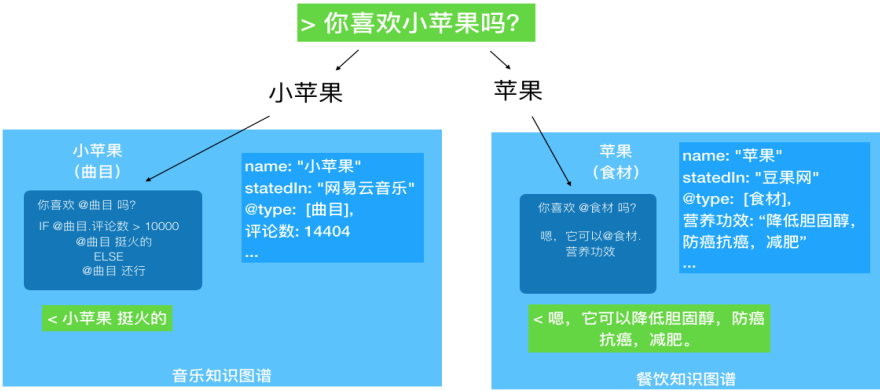 > 你喜欢小苹果吗?
小苹果
苹果
小苹果
（曲目）
你喜欢 @曲目 吗？
IF @曲目.评论数 > 10000
@曲目 挺火的
ELSE
@曲目 还行
name: "小苹果"
statedIn: "网易云音乐"
@type: [曲目],
评论数: 14404
...
< 小苹果 挺火的
音乐知识图谱
苹果
（食材）
你喜欢 @食材 吗？
嗯，它可以@食材.
营养功效
name: "苹果"
statedIn: "豆果网"
@type: [食材],
营养功效: “降低胆固醇，
防癌抗癌，减肥”
...
< 嗯，它可以降低胆固醇，防癌
抗癌，减肥。
餐饮知识图谱